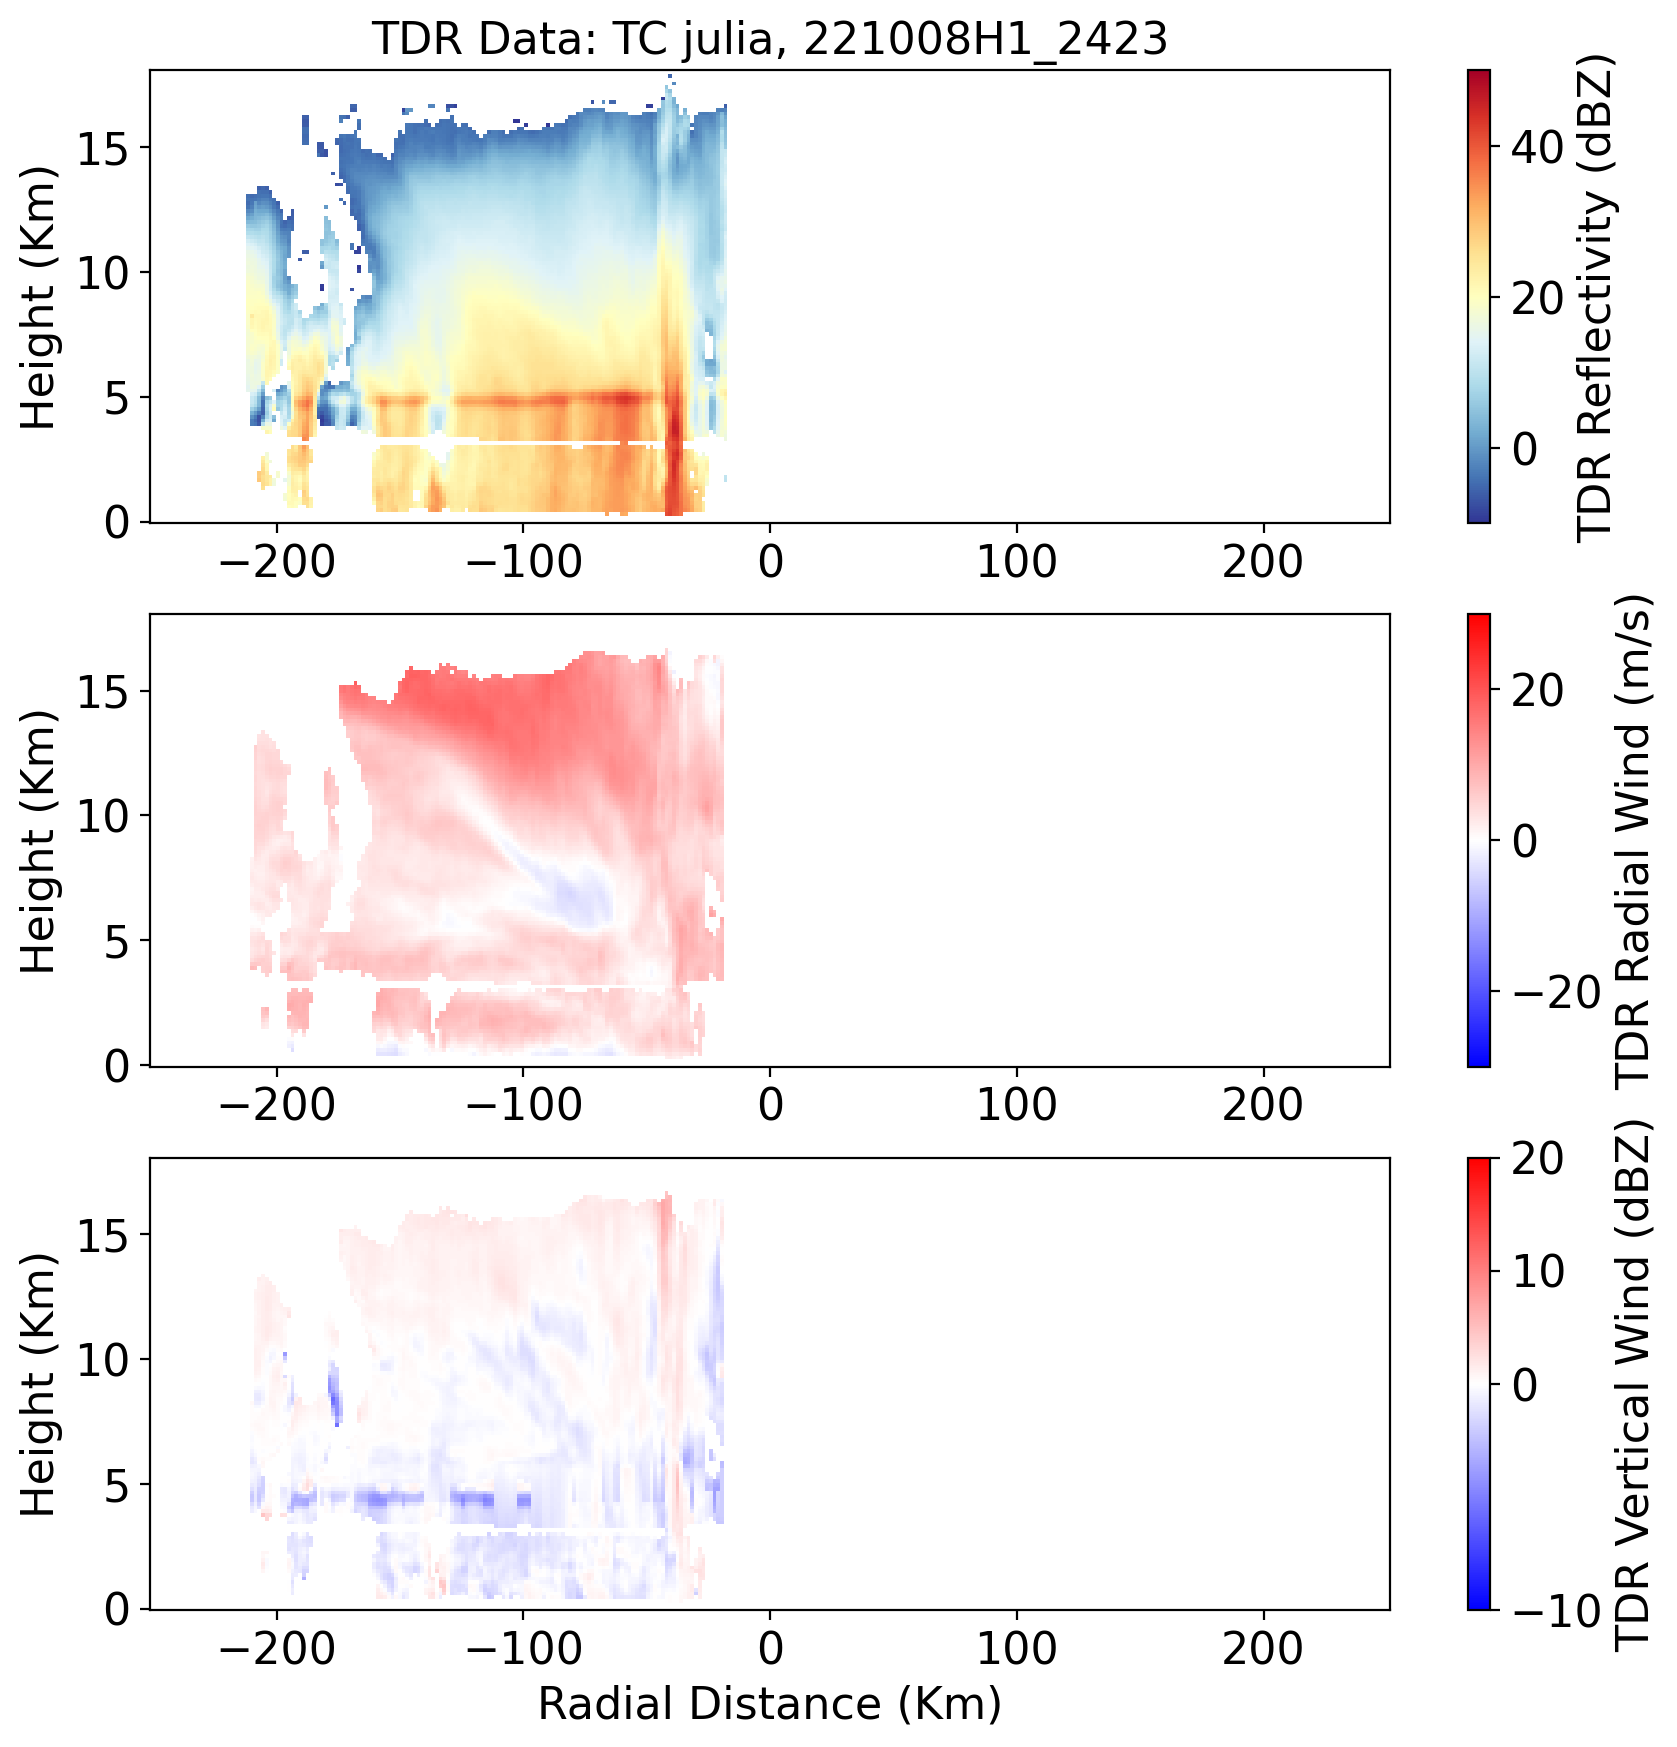 TDR Data: TC julia, 221008H1_2423
Height (Km)
15
10
5
0
−200 −100 0 100 200
40
20
0
TDR Reflectivity (dBZ)
Height (Km)
15
10
5
0
−200 −100 0 100 200
20
0
−20
TDR Radial Wind (m/s)
Height (Km)
15
10
5
0
−200 −100 0 100 200
Radial Distance (Km)
20
10
0
−10
TDR Vertical Wind (dBZ)